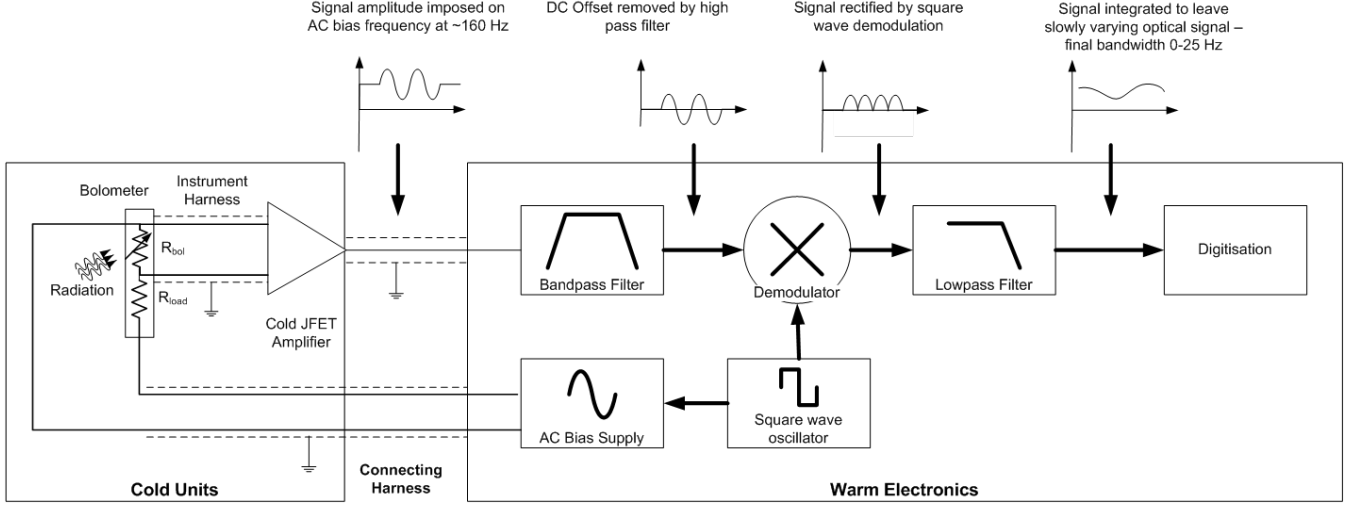 Signal amplitude imposed on
AC bias frequency at ~160 Hz
DC Offset removed by high
pass filter
Signal rectified by square
wave demodulation
Signal integrated to leave
slowly varying optical signal –
final bandwidth 0-25 Hz
Bolometer
Instrument
Harness
Rbol
Radiation
Rload
Cold JFET
Amplifier
Bandpass Filter
Demodulator
Lowpass Filter
Digitisation
AC Bias Supply
Square wave
oscillator
Connecting
Harness
Cold Units
Warm Electronics